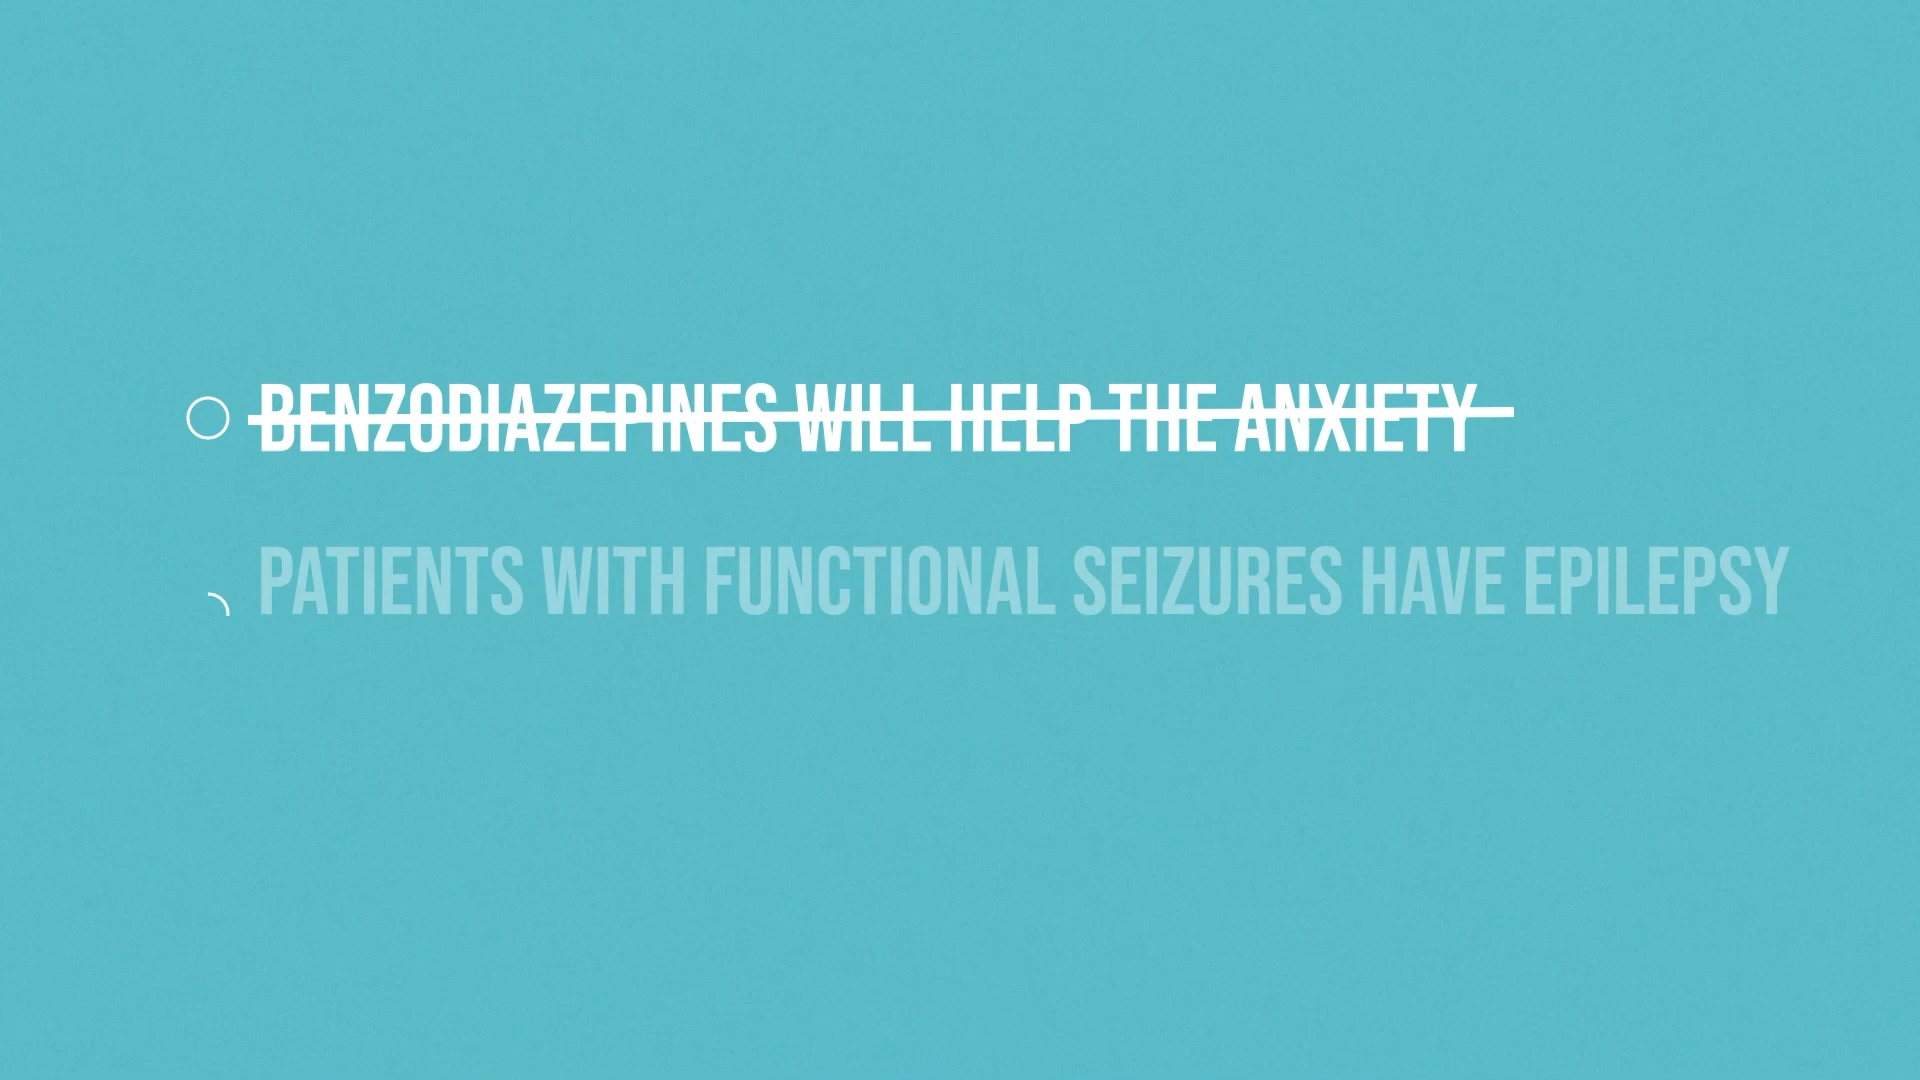 BENZODIAZEPINES WILL HELP THE ANXIETY
PATIENTS WITH FUNCTIONAL SEIZURES HAVE EPILEPSY